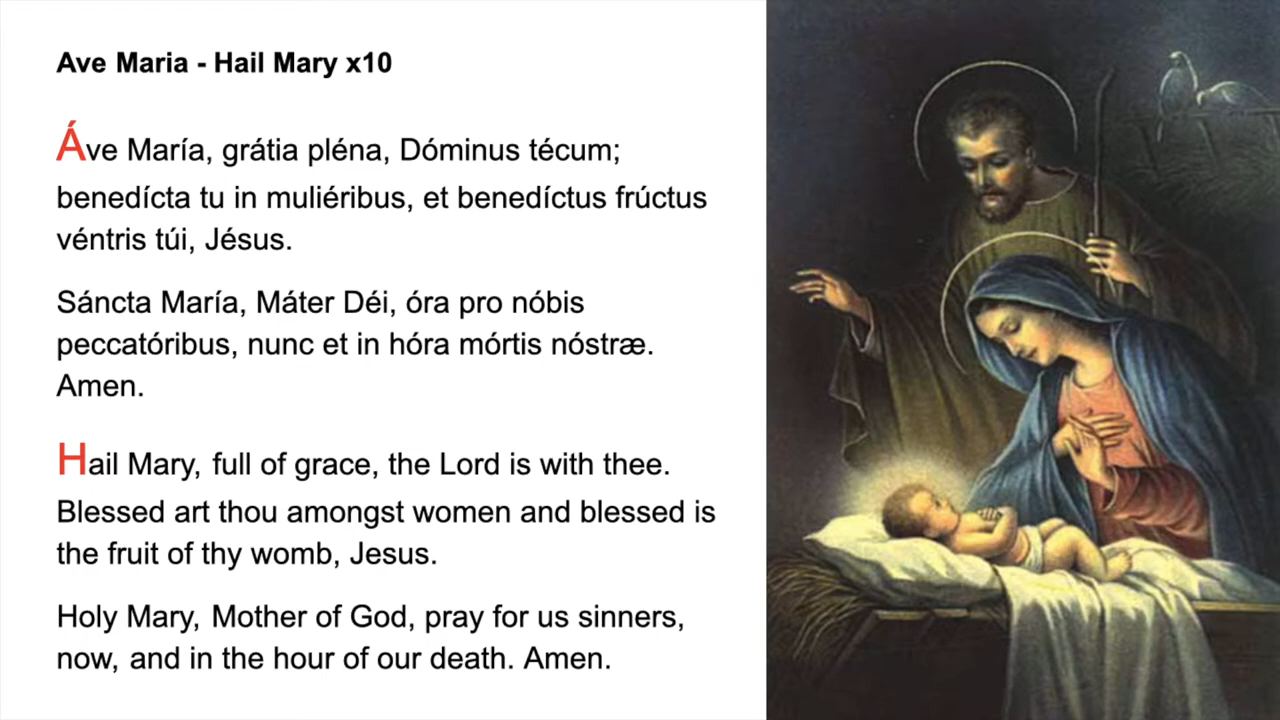 Ave Maria - Hail Mary x10
Áve María, grátia pléna, Dóminus técum;
benedícta tu in muliéribus, et benedíctus frúctus
véntris túi, Jésus.
Sáncta María, Máter Déi, óra pro nóbis
peccatóribus, nunc et in hóra mórtis nóstræ.
Amen.
Hail Mary, full of grace, the Lord is with thee.
Blessed art thou amongst women and blessed is
the fruit of thy womb, Jesus.
Holy Mary, Mother of God, pray for us sinners,
now, and in the hour of our death. Amen.